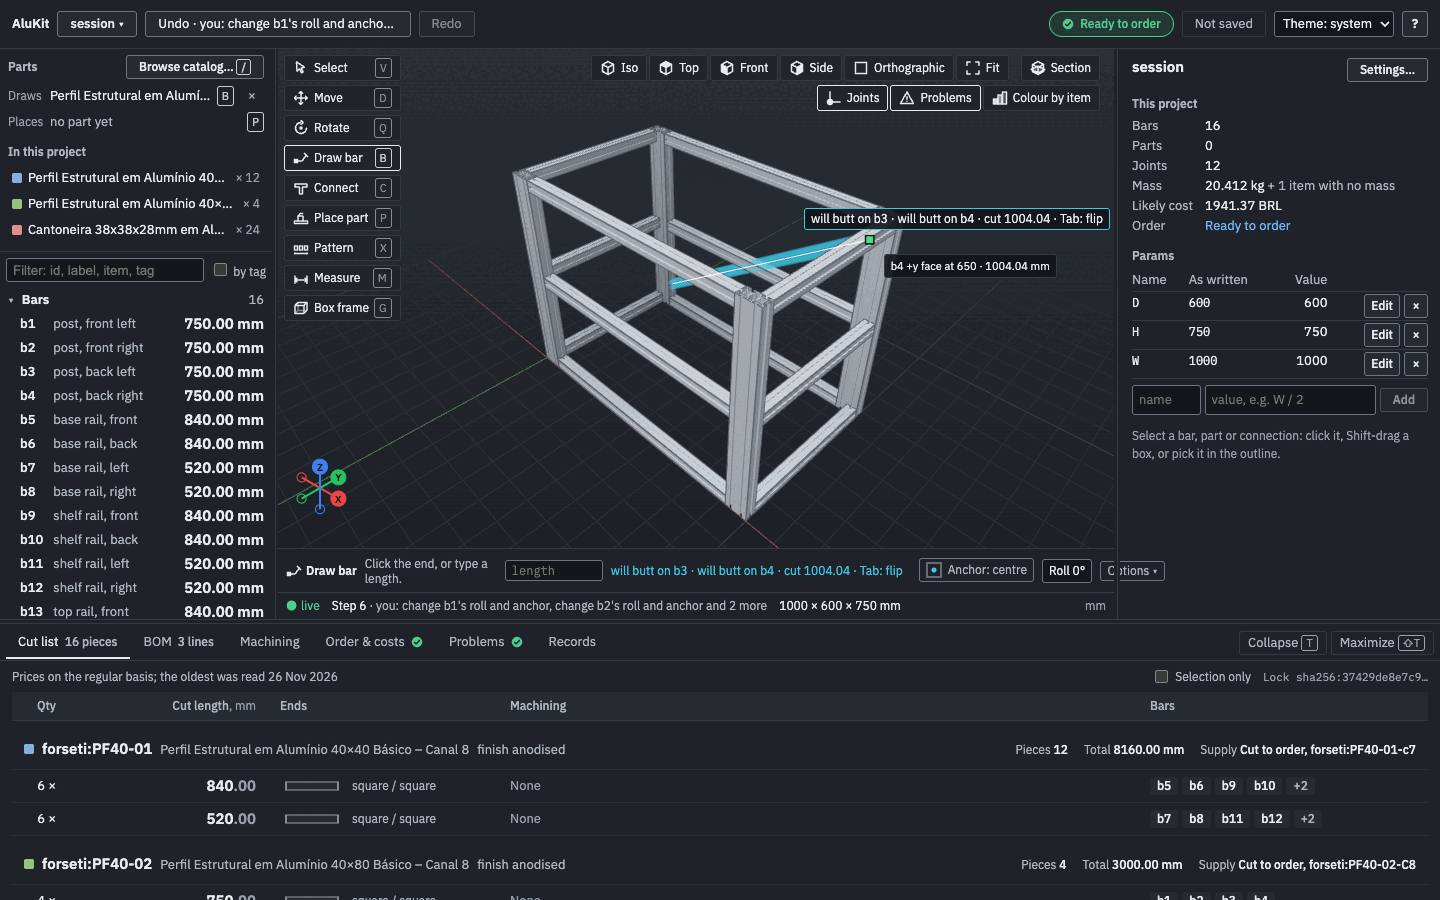 AluKit session ▾ Undo · you: change b1's roll and ancho... Redo Ready to order Not saved Theme: system ?
Parts Browse catalog... /
Draws Perfil Estrutural em Alumí... B ×
Places no part yet P
In this project
Perfil Estrutural em Alumínio 40... × 12
Perfil Estrutural em Alumínio 40×... × 4
Cantoneira 38x38x28mm em Al... × 24
Filter: id, label, item, tag by tag
▾ Bars 16
b1 post, front left 750.00 mm
b2 post, front right 750.00 mm
b3 post, back left 750.00 mm
b4 post, back right 750.00 mm
b5 base rail, front 840.00 mm
b6 base rail, back 840.00 mm
b7 base rail, left 520.00 mm
b8 base rail, right 520.00 mm
b9 shelf rail, front 840.00 mm
b10 shelf rail, back 840.00 mm
b11 shelf rail, left 520.00 mm
b12 shelf rail, right 520.00 mm
b13 top rail, front 840.00 mm
Select V
Move D
Rotate Q
Draw bar B
Connect C
Place part P
Pattern X
Measure M
Box frame G
Iso Top Front Side Orthographic Fit Section
Joints Problems Colour by item
will butt on b3 · will butt on b4 · cut 1004.04 · Tab: flip
b4 +y face at 650 · 1004.04 mm
Z
Y
X
Draw bar Click the end, or type a length. length will butt on b3 · will butt on b4 · cut 1004.04 · Tab: flip Anchor: centre Roll 0° Options ▾
live Step 6 · you: change b1's roll and anchor, change b2's roll and anchor and 2 more 1000 × 600 × 750 mm mm
session Settings...
This project
Bars 16
Parts 0
Joints 12
Mass 20.412 kg + 1 item with no mass
Likely cost 1941.37 BRL
Order Ready to order
Params
Name As written Value
D 600 600 Edit ×
H 750 750 Edit ×
W 1000 1000 Edit ×
name value, e.g. W / 2 Add
Select a bar, part or connection: click it, Shift-drag a
box, or pick it in the outline.
Cut list 16 pieces BOM 3 lines Machining Order & costs Problems Records Collapse T Maximize ⇧T
Prices on the regular basis; the oldest was read 26 Nov 2026 Selection only Lock sha256:37429de8e7c9…
Qty Cut length, mm Ends Machining Bars
forseti:PF40-01 Perfil Estrutural em Alumínio 40×40 Básico – Canal 8 finish anodised Pieces 12 Total 8160.00 mm Supply Cut to order, forseti:PF40-01-c7
6 × 840.00 square / square None b5 b6 b9 b10 +2
6 × 520.00 square / square None b7 b8 b11 b12 +2
forseti:PF40-02 Perfil Estrutural em Alumínio 40×80 Básico – Canal 8 finish anodised Pieces 4 Total 3000.00 mm Supply Cut to order, forseti:PF40-02-C8